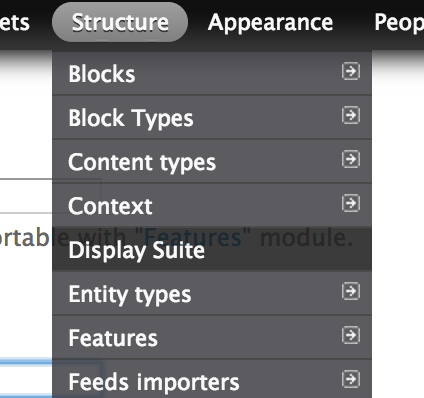 ets Structure Appearance Peop
Blocks
Block Types
Content types
Context
ortable with "Features" module.
Display Suite
Entity types
Features
Feeds importers